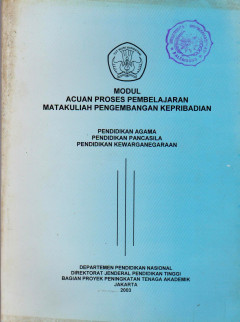 MODUL
ACUAN PROSES PEMBELAJARAN
MATAKULIAH PENGEMBANGAN KEPRIBADIAN
PENDIDIKAN AGAMA
PENDIDIKAN PANCASILA
PENDIDIKAN KEWARGANEGARAAN
DEPARTEMEN PENDIDIKAN NASIONAL
DIREKTORAT JENDERAL PENDIDIKAN TINGGI
BAGIAN PROYEK PENINGKATAN TENAGA AKADEMIK
JAKARTA
2003